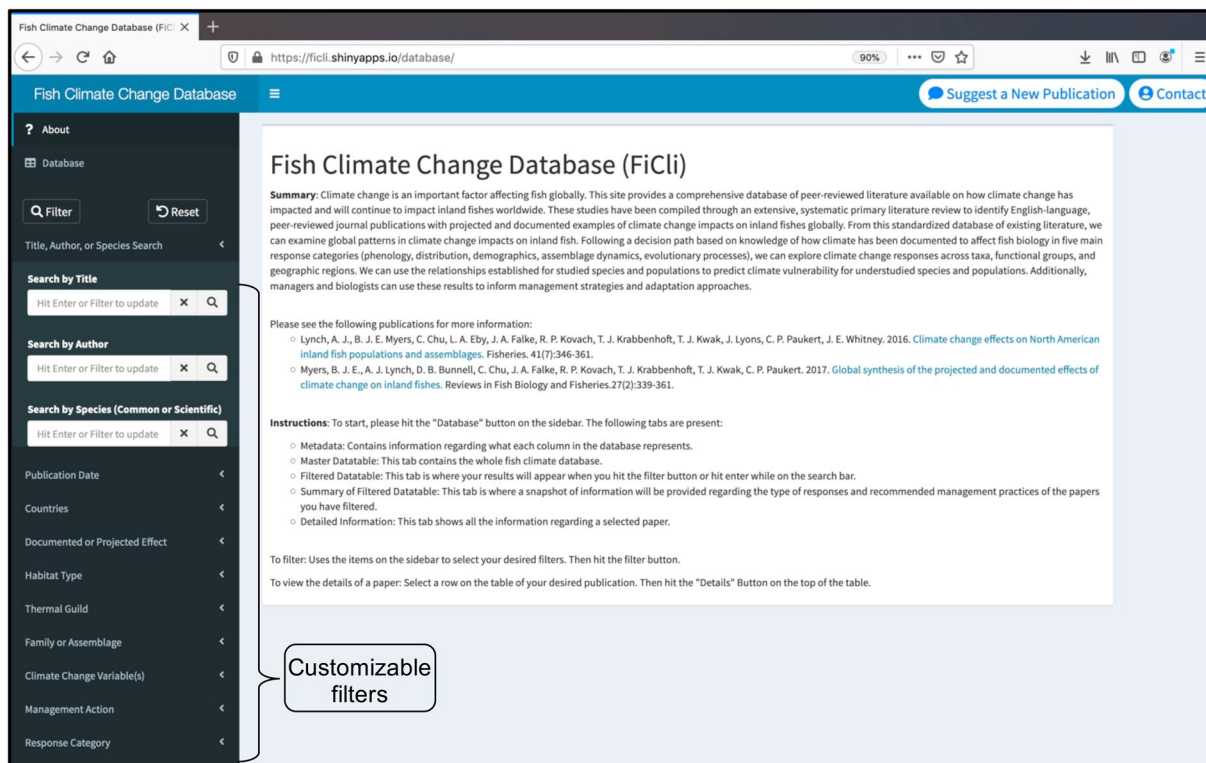 Fish Climate Change Database (FiC
https://ficli.shinyapps.io/database/
90%
Fish Climate Change Database
Suggest a New Publication
Contact
? About
Database
Filter
Reset
Title, Author, or Species Search
Search by Title
Hit Enter or Filter to update
Search by Author
Hit Enter or Filter to update
Search by Species (Common or Scientific)
Hit Enter or Filter to update
Publication Date
Countries
Documented or Projected Effect
Habitat Type
Thermal Guild
Family or Assemblage
Climate Change Variable(s)
Management Action
Response Category
Fish Climate Change Database (FiCli)
Summary: Climate change is an important factor affecting fish globally. This site provides a comprehensive database of peer-reviewed literature available on how climate change has
impacted and will continue to impact inland fishes worldwide. These studies have been compiled through an extensive, systematic primary literature review to identify English-language,
peer-reviewed journal publications with projected and documented examples of climate change impacts on inland fishes globally. From this standardized database of existing literature, we
can examine global patterns in climate change impacts on inland fish. Following a decision path based on knowledge of how climate has been documented to affect fish biology in five main
response categories (phenology, distribution, demographics, assemblage dynamics, evolutionary processes), we can explore climate change responses across taxa, functional groups, and
geographic regions. We can use the relationships established for studied species and populations to predict climate vulnerability for understudied species and populations. Additionally,
managers and biologists can use these results to inform management strategies and adaptation approaches.
Please see the following publications for more information:
Lynch, A. J., B. J. E. Myers, C. Chu, L. A. Eby, J. A. Falke, R. P. Kovach, T. J. Krabbenhoft, T. J. Kwak, J. Lyons, C. P. Paukert, J. E. Whitney. 2016. Climate change effects on North American
inland fish populations and assemblages. Fisheries. 41(7):346-361.
Myers, B. J. E., A. J. Lynch, D. B. Bunnell, C. Chu, J. A. Falke, R. P. Kovach, T. J. Krabbenhoft, T. J. Kwak, C. P. Paukert. 2017. Global synthesis of the projected and documented effects of
climate change on inland fishes. Reviews in Fish Biology and Fisheries.27(2):339-361.
Instructions: To start, please hit the "Database" button on the sidebar. The following tabs are present:
Metadata: Contains information regarding what each column in the database represents.
Master Datatable: This tab contains the whole fish climate database.
Filtered Datatable: This tab is where your results will appear when you hit the filter button or hit enter while on the search bar.
Summary of Filtered Datatable: This tab is where a snapshot of information will be provided regarding the type of responses and recommended management practices of the papers
you have filtered.
Detailed Information: This tab shows all the information regarding a selected paper.
To filter: Uses the items on the sidebar to select your desired filters. Then hit the filter button.
To view the details of a paper: Select a row on the table of your desired publication. Then hit the "Details" Button on the top of the table.
Customizable
filters